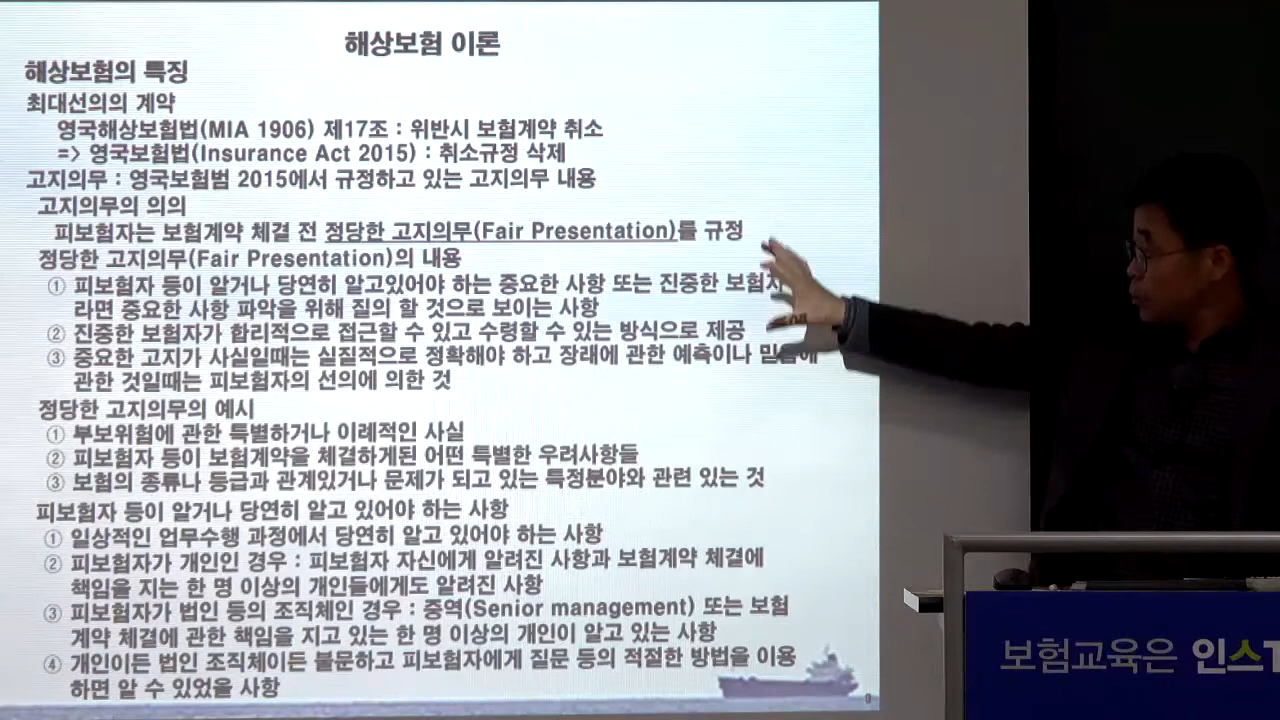 해상보험 이론
해상보험의 특징
최대선의의 계약
영국해상보험법(MIA 1906) 제17조 : 위반시 보험계약 취소
=> 영국보험법(Insurance Act 2015) : 취소규정 삭제
고지의무 : 영국보험범 2015에서 규정하고 있는 고지의무 내용
고지의무의 의의
피보험자는 보험계약 체결 전 정당한 고지의무(Fair Presentation)를 규정
정당한 고지의무(Fair Presentation)의 내용
① 피보험자 등이 알거나 당연히 알고있어야 하는 중요한 사항 또는 진중한
라면 중요한 사항 파악을 위해 질의 할 것으로 보이는 사항
② 진중한 보험자가 합리적으로 접근할 수 있고 수령할 수 있는 방식으로 제공
③ 중요한 고지가 사실일때는 실질적으로 정확해야 하고 장래에 관한 예측이나
관한 것일때는 피보험자의 선의에 의한 것
정당한 고지의무의 예시
① 부보위험에 관한 특별하거나 이례적인 사실
② 피보험자 등이 보험계약을 체결하게된 어떤 특별한 우려사항들
③ 보험의 종류나 등급과 관계있거나 문제가 되고 있는 특정분야와 관련 있는 것
피보험자 등이 알거나 당연히 알고 있어야 하는 사항
① 일상적인 업무수행 과정에서 당연히 알고 있어야 하는 사항
② 피보험자가 개인인 경우 : 피보험자 자신에게 알려진 사항과 보험계약 체결에
책임을 지는 한 명 이상의 개인들에게도 알려진 사항
③ 피보험자가 법인 등의 조직체인 경우 : 중역(Senior management) 또는 보험
계약 체결에 관한 책임을 지고 있는 한 명 이상의 개인이 알고 있는 사항
④ 개인이든 법인 조직체이든 불문하고 피보험자에게 질문 등의 적절한 방법을 이용
하면 알 수 있었을 사항
보험교육은 인스